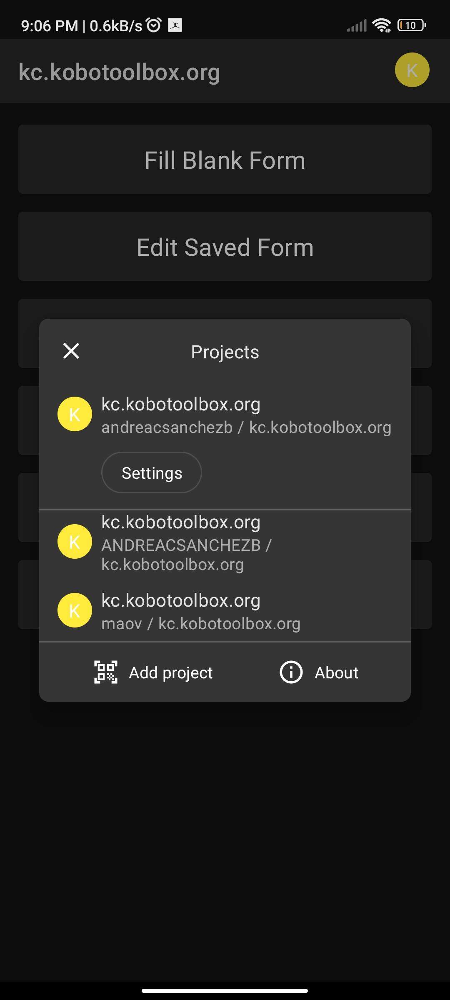 9:06 PM | 0.6kB/s
10
kc.kobotoolbox.org
K
Fill Blank Form
Edit Saved Form
Projects
K
kc.kobotoolbox.org
andreacsanchezb / kc.kobotoolbox.org
Settings
K
kc.kobotoolbox.org
ANDREACSANCHEZB /
kc.kobotoolbox.org
K
kc.kobotoolbox.org
maov / kc.kobotoolbox.org
Add project
About